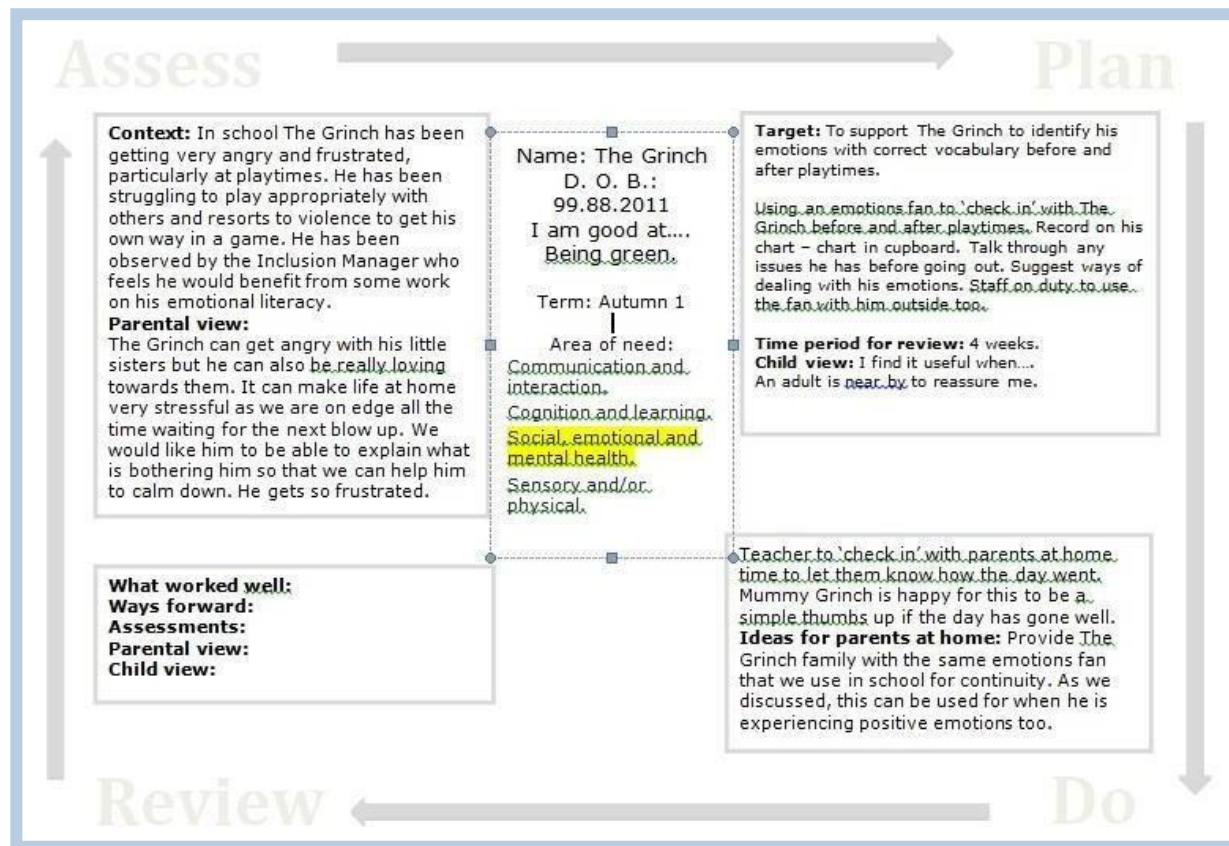 Assess
Plan
Context: In school The Grinch has been
getting very angry and frustrated,
particularly at playtimes. He has been
struggling to play appropriately with
others and resorts to violence to get his
own way in a game. He has been
observed by the Inclusion Manager who
feels he would benefit from some work
on his emotional literacy.
Parental view:
The Grinch can get angry with his little
sisters but he can also be really loving
towards them. It can make life at home
very stressful as we are on edge all the
time waiting for the next blow up. We
would like him to be able to explain what
is bothering him so that we can help him
to calm down. He gets so frustrated.
Name: The Grinch
D. O. B.:
99.88.2011
I am good at….
Being green.
Term: Autumn 1
Area of need:
Communication and
interaction.
Cognition and learning.
Social, emotional and
mental health.
Sensory and/or
physical.
Target: To support The Grinch to identify his
emotions with correct vocabulary before and
after playtimes.
Using an emotions fan to ‘check in’ with The
Grinch before and after playtimes. Record on his
chart – chart in cupboard. Talk through any
issues he has before going out. Suggest ways of
dealing with his emotions. Staff on duty to use
the fan with him outside too.
Time period for review: 4 weeks.
Child view: I find it useful when….
An adult is near by to reassure me.
Teacher to ‘check in’ with parents at home
time to let them know how the day went.
Mummy Grinch is happy for this to be a
simple thumbs up if the day has gone well.
Ideas for parents at home: Provide The
Grinch family with the same emotions fan
that we use in school for continuity. As we
discussed, this can be used for when he is
experiencing positive emotions too.
What worked well:
Ways forward:
Assessments:
Parental view:
Child view:
Review
Do